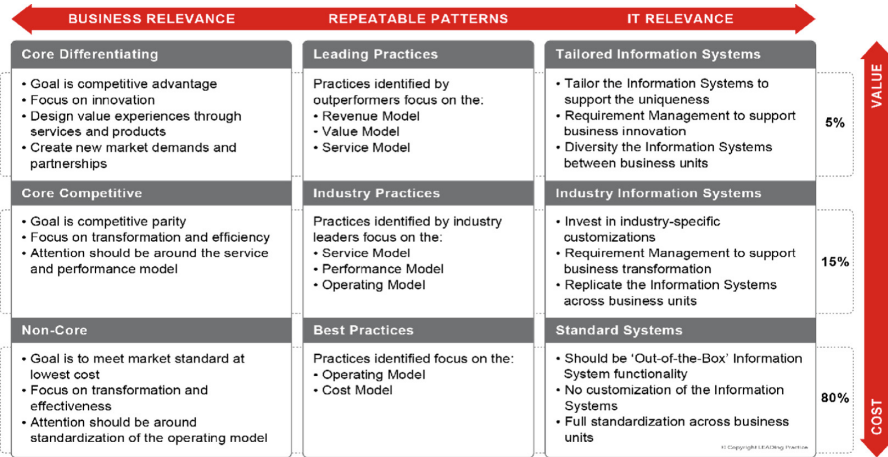 BUSINESS RELEVANCE
REPEATABLE PATTERNS
IT RELEVANCE
Core Differentiating
• Goal is competitive advantage
• Focus on innovation
• Design value experiences through
services and products
• Create new market demands and
partnerships
Leading Practices
Practices identified by
outperformers focus on the:
• Revenue Model
• Value Model
• Service Model
Tailored Information Systems
• Tailor the Information Systems to
support the uniqueness
• Requirement Management to support
business innovation
• Diversity the Information Systems
between business units
5%
Core Competitive
• Goal is competitive parity
• Focus on transformation and efficiency
• Attention should be around the service
and performance model
Industry Practices
Practices identified by industry
leaders focus on the:
• Service Model
• Performance Model
• Operating Model
Industry Information Systems
• Invest in industry-specific
customizations
• Requirement Management to support
business transformation
• Replicate the Information Systems
across business units
15%
Non-Core
• Goal is to meet market standard at
lowest cost
• Focus on transformation and
effectiveness
• Attention should be around
standardization of the operating model
Best Practices
Practices identified focus on the:
• Operating Model
• Cost Model
Standard Systems
• Should be ‘Out-of-the-Box’ Information
System functionality
• No customization of the Information
Systems
• Full standardization across business
units
80%
VALUE
COST
© Copyright LEADing Practice